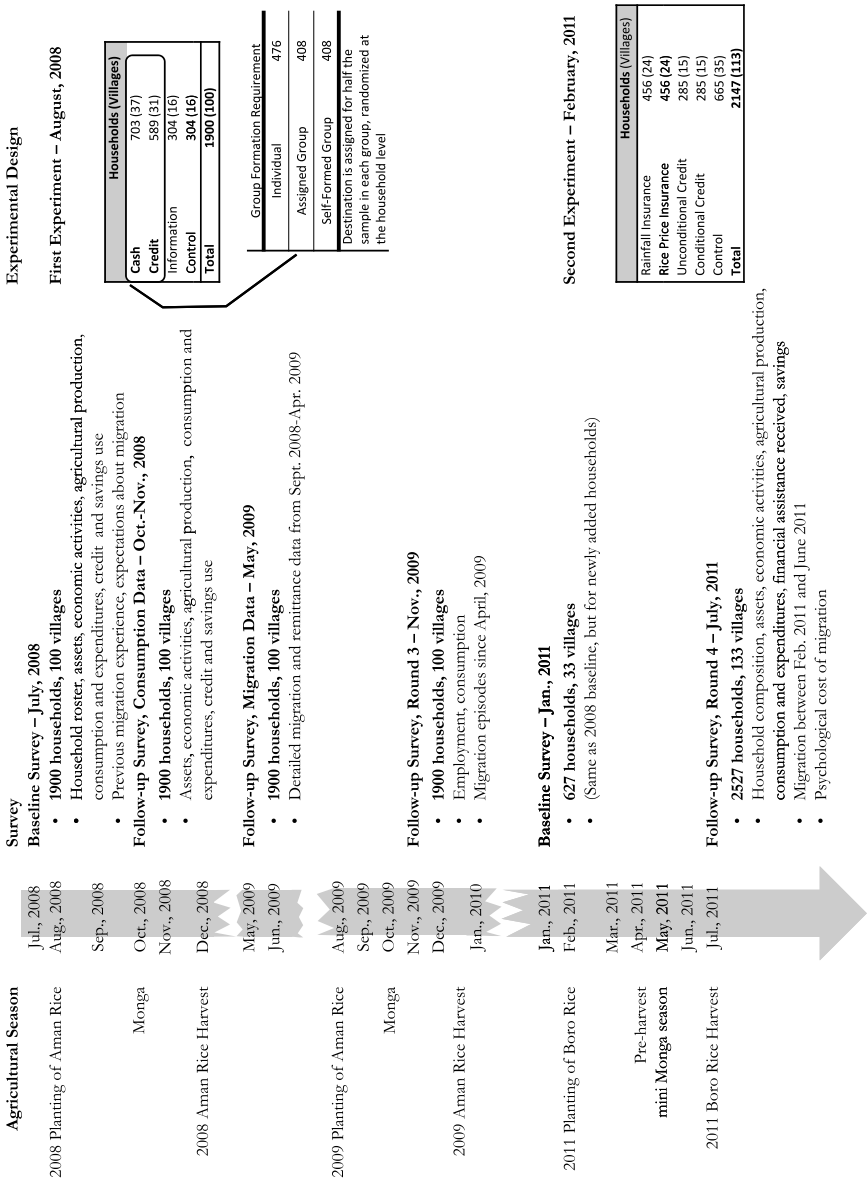 Agricultural Season
2008 Planting of Aman Rice
Monga
2008 Aman Rice Harvest
2009 Planting of Aman Rice
Monga
2009 Aman Rice Harvest
2011 Planting of Boro Rice
Pre-harvest
mini Monga season
2011 Boro Rice Harvest
Jul., 2008
Aug., 2008
Sep., 2008
Oct., 2008
Nov., 2008
Dec., 2008
May, 2009
Jun., 2009
Aug., 2009
Sep., 2009
Oct., 2009
Nov., 2009
Dec., 2009
Jan., 2010
Jan., 2011
Feb., 2011
Mar., 2011
Apr., 2011
May, 2011
Jun., 2011
Jul., 2011
Survey
Baseline Survey – July, 2008
• 1900 households, 100 villages
• Household roster, assets, economic activities, agricultural production,
consumption and expenditures, credit and savings use
• Previous migration experience, expectations about migration
Follow-up Survey, Consumption Data – Oct.-Nov., 2008
• 1900 households, 100 villages
• Assets, economic activities, agricultural production, consumption and
expenditures, credit and savings use
Follow-up Survey, Migration Data – May, 2009
• 1900 households, 100 villages
• Detailed migration and remittance data from Sept. 2008-Apr. 2009
Follow-up Survey, Round 3 – Nov., 2009
• 1900 households, 100 villages
• Employment, consumption
• Migration episodes since April, 2009
Baseline Survey – Jan., 2011
• 627 households, 33 villages
• (Same as 2008 baseline, but for newly added households)
Follow-up Survey, Round 4 – July, 2011
• 2527 households, 133 villages
• Household composition, assets, economic activities, agricultural production,
consumption and expenditures, financial assistance received, savings
• Migration between Feb. 2011 and June 2011
• Psychological cost of migration
Experimental Design
First Experiment – August, 2008
Households (Villages)
Cash 703 (37)
Credit 589 (31)
Information 304 (16)
Control 304 (16)
Total 1900 (100)
Group Formation Requirement
Individual 476
Assigned Group 408
Self-Formed Group 408
Destination is assigned for half the
sample in each group, randomized at
the household level
Second Experiment – February, 2011
Households (Villages)
Rainfall Insurance 456 (24)
Rice Price Insurance 456 (24)
Unconditional Credit 285 (15)
Conditional Credit 285 (15)
Control 665 (35)
Total 2147 (113)